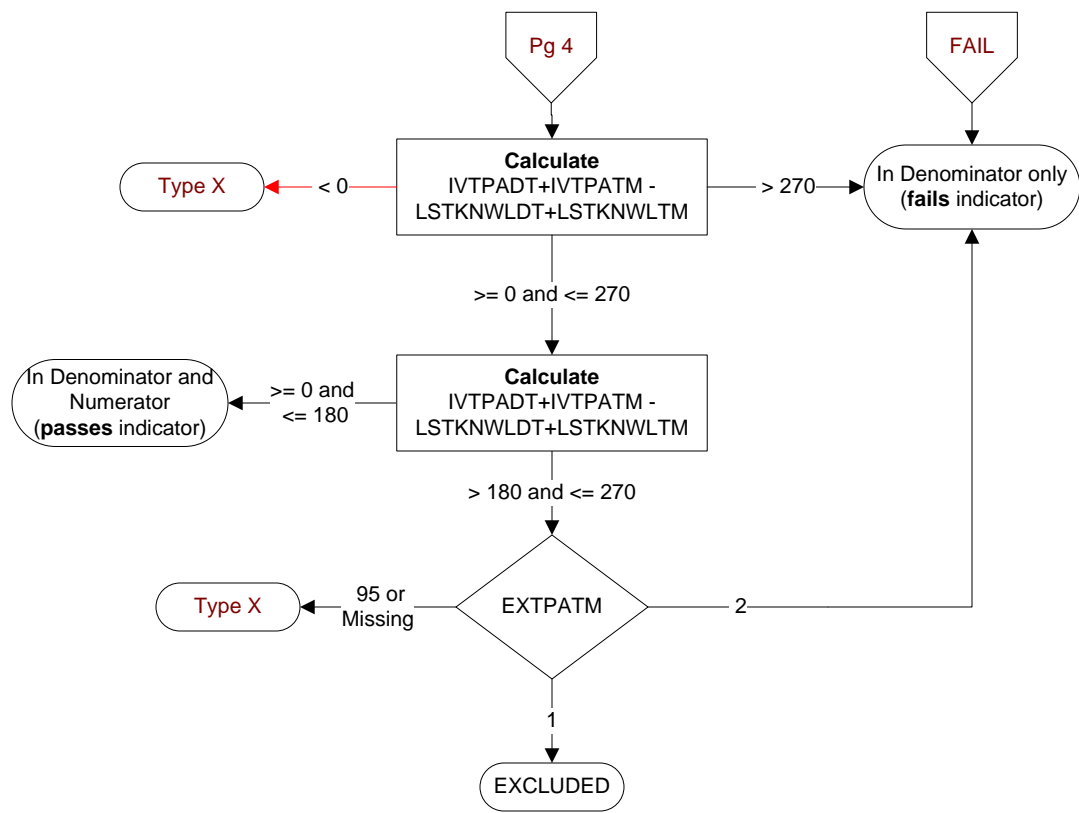 Pg 4
FAIL
Type X
< 0
Calculate
IVTPADT+IVTPATM -
LSTKNWLDT+LSTKNWLTM
> 270
In Denominator only
(fails indicator)
>= 0 and <= 270
In Denominator and
Numerator
(passes indicator)
>= 0 and
<= 180
Calculate
IVTPADT+IVTPATM -
LSTKNWLDT+LSTKNWLTM
> 180 and <= 270
Type X
95 or
Missing
EXTPATM
2
1
EXCLUDED